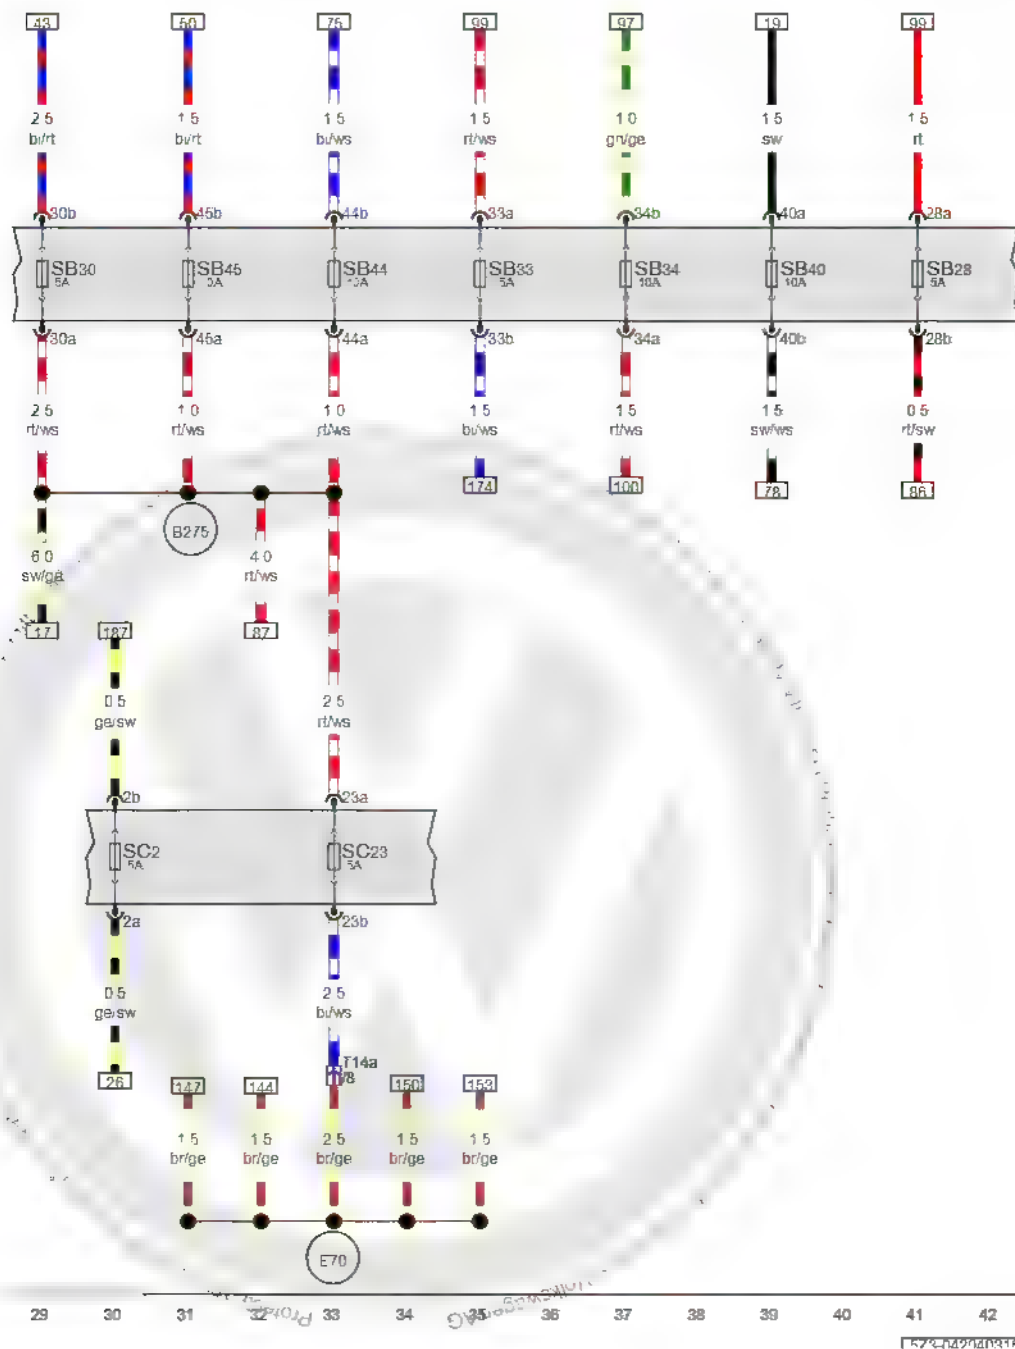 43 50 75 99 97 19 99
2,5 1,5 1,5 1,5 1,0 1,5 1,5
bl/rt bl/rt bl/ws rt/ws gn/ge sw rt
30b 45b 44b 33a 34b 40a 28a
SB30 SB45 SB44 SB33 SB34 SB40 SB28
5A 5A 10A 10A 5A
30a 45a 44a 33b 34a 40b 28b
2,5 1,0 1,0 1,5 1,5 1,5 0,5
rt/ws rt/ws rt/ws bl/ws rt/ws sw/ws rt/sw
174 100 78 86
B275
6,0 4,0
sw/ge rt/ws
17 187 87
0,5 2,5
ge/sw rt/ws
2b 23a
SC2 SC23
5A 5A
2a 23b
0,5 2,5
ge/sw bl/ws
T14a
/8
26 147 144 150 153
1,5 1,5 2,5 1,5 1,5
br/ge br/ge br/ge br/ge br/ge
E70
29 30 31 32 33 34 35 36 37 38 39 40 41 42